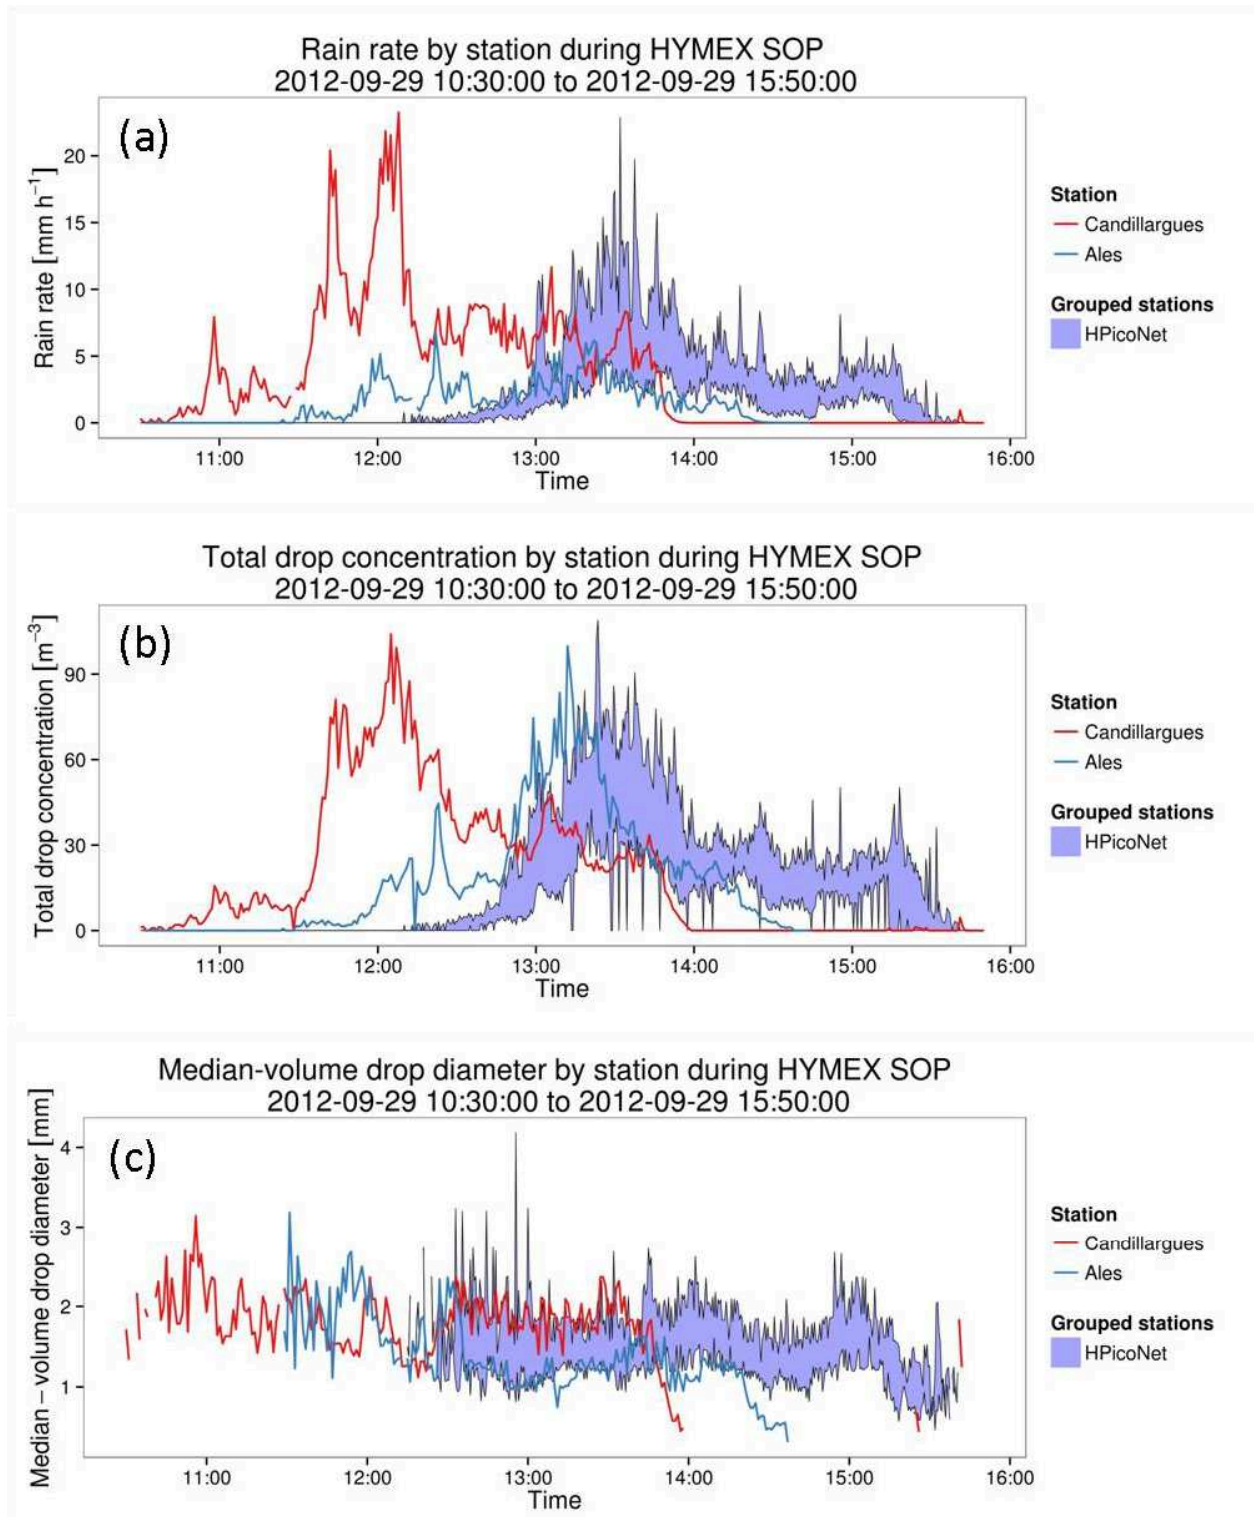 Rain rate by station during HYMEX SOP
2012-09-29 10:30:00 to 2012-09-29 15:50:00
(a)
Rain rate [mm h−1]
20
15
10
5
0
11:00 12:00 13:00 14:00 15:00 16:00
Time
Station
Candillargues
Ales
Grouped stations
HPicoNet
Total drop concentration by station during HYMEX SOP
2012-09-29 10:30:00 to 2012-09-29 15:50:00
(b)
Total drop concentration [m−3]
90
60
30
0
11:00 12:00 13:00 14:00 15:00 16:00
Time
Station
Candillargues
Ales
Grouped stations
HPicoNet
Median-volume drop diameter by station during HYMEX SOP
2012-09-29 10:30:00 to 2012-09-29 15:50:00
(c)
Median−volume drop diameter [mm]
4
3
2
1
11:00 12:00 13:00 14:00 15:00 16:00
Time
Station
Candillargues
Ales
Grouped stations
HPicoNet